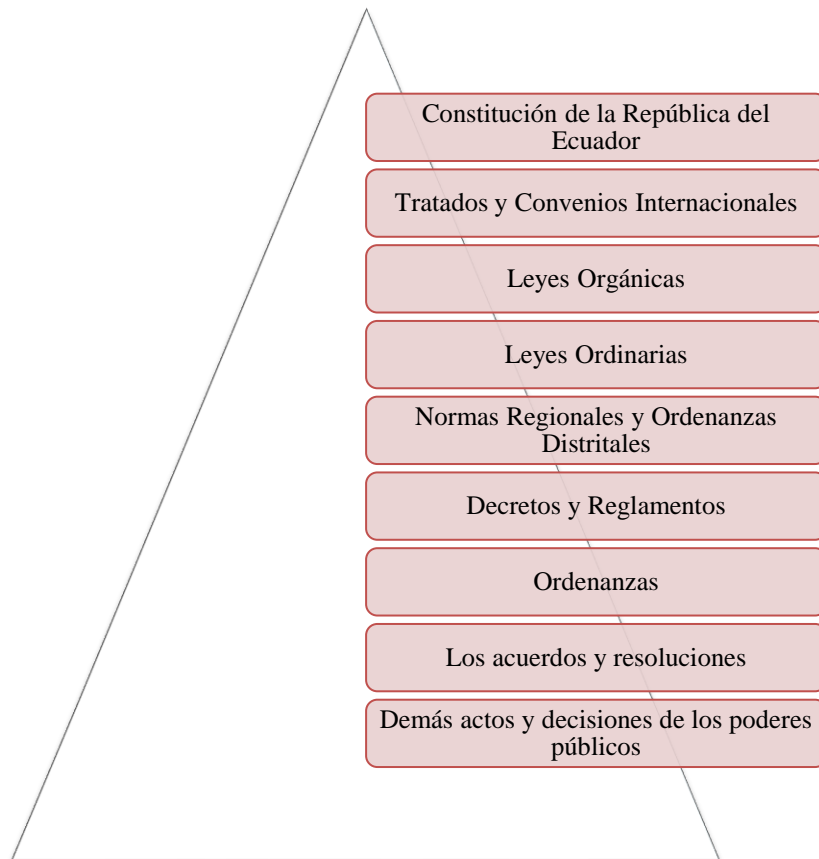 Constitución de la República del
Ecuador
Tratados y Convenios Internacionales
Leyes Orgánicas
Leyes Ordinarias
Normas Regionales y Ordenanzas
Distritales
Decretos y Reglamentos
Ordenanzas
Los acuerdos y resoluciones
Demás actos y decisiones de los poderes
públicos